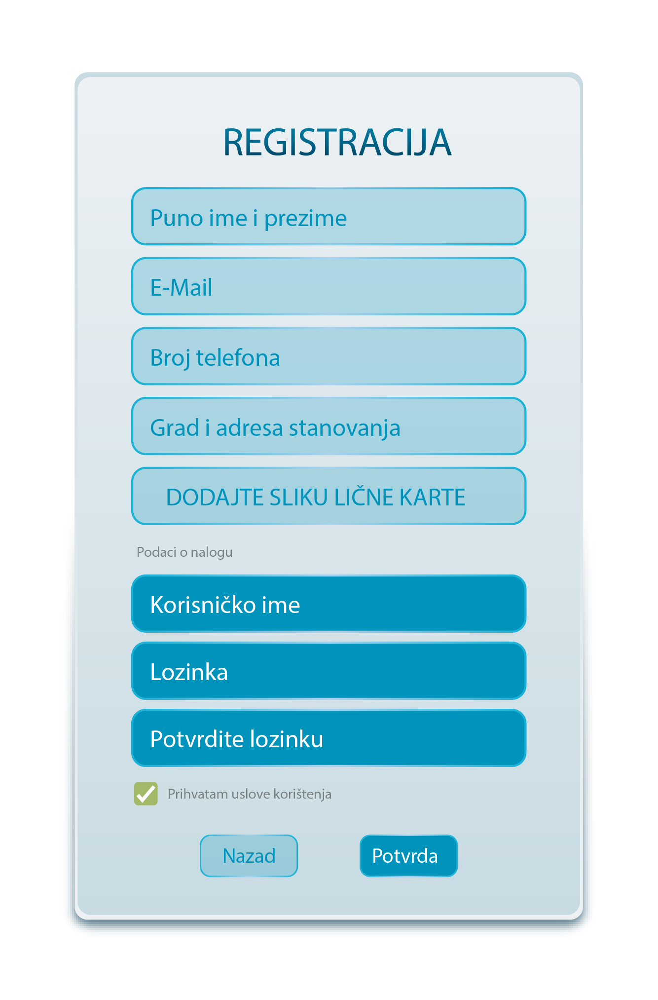 REGISTRACIJA
Puno ime i prezime
E-Mail
Broj telefona
Grad i adresa stanovanja
DODAJTE SLIKU LIČNE KARTE
Podaci o nalogu
Korisničko ime
Lozinka
Potvrdite lozinku
Prihvatam uslove korištenja
Nazad
Potvrda